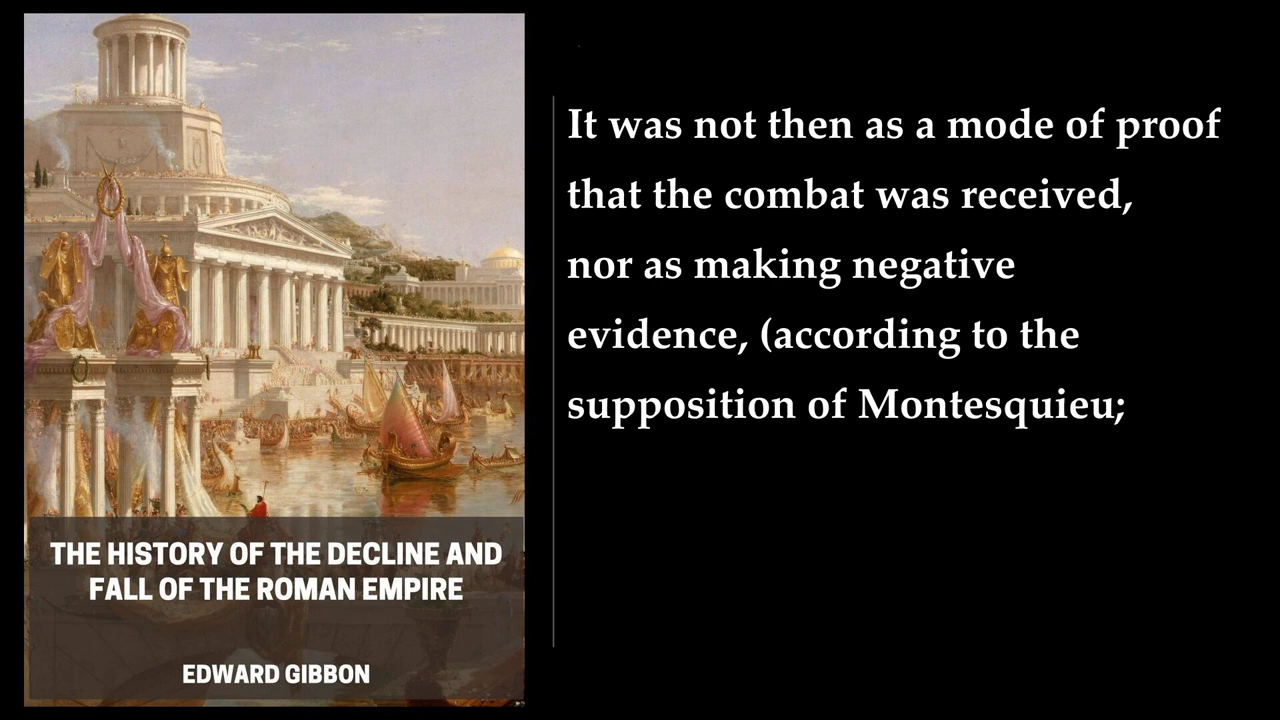 THE HISTORY OF THE DECLINE AND
FALL OF THE ROMAN EMPIRE
EDWARD GIBBON
It was not then as a mode of proof
that the combat was received,
nor as making negative
evidence, (according to the
supposition of Montesquieu;